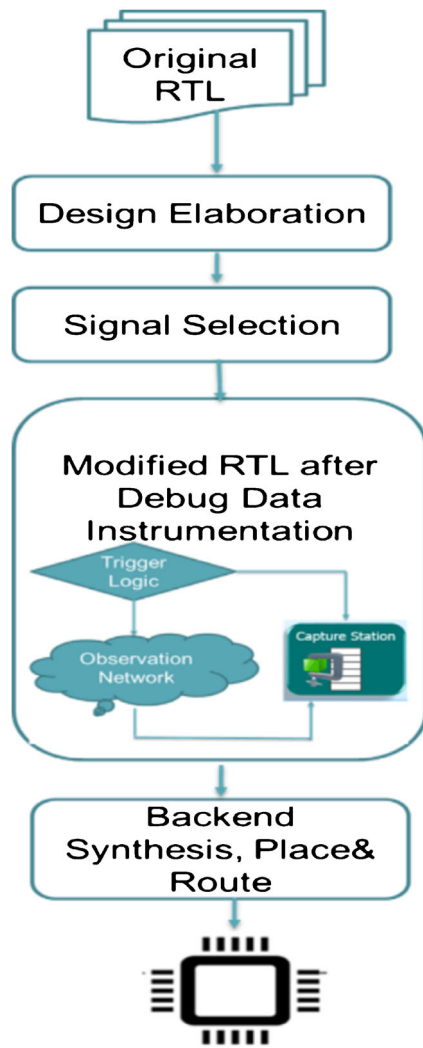 Original
RTL
Design Elaboration
Signal Selection
Modified RTL after
Debug Data
Instrumentation
Trigger
Logic
Capture Station
Observation
Network
Backend
Synthesis, Place&
Route